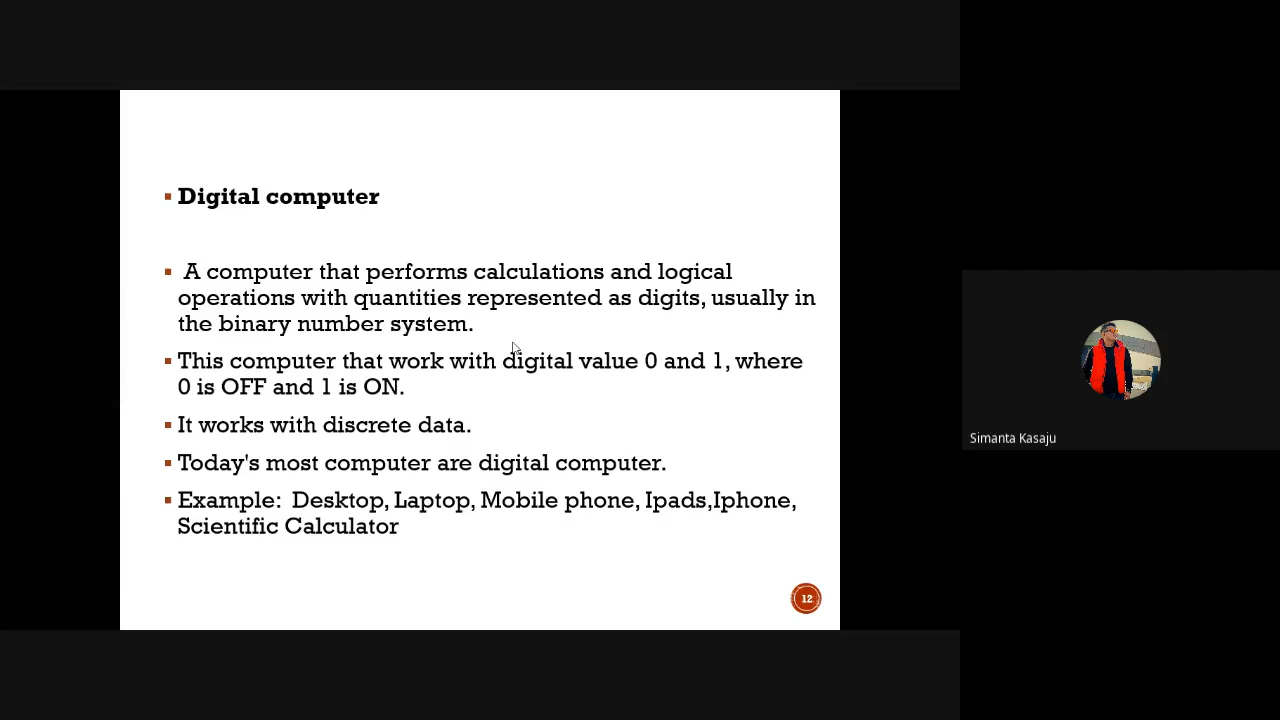 Digital computer
A computer that performs calculations and logical
operations with quantities represented as digits, usually in
the binary number system.
This computer that work with digital value 0 and 1, where
0 is OFF and 1 is ON.
It works with discrete data.
Today's most computer are digital computer.
Example:  Desktop, Laptop, Mobile phone, Ipads,Iphone,
Scientific Calculator
12
Simanta Kasaju